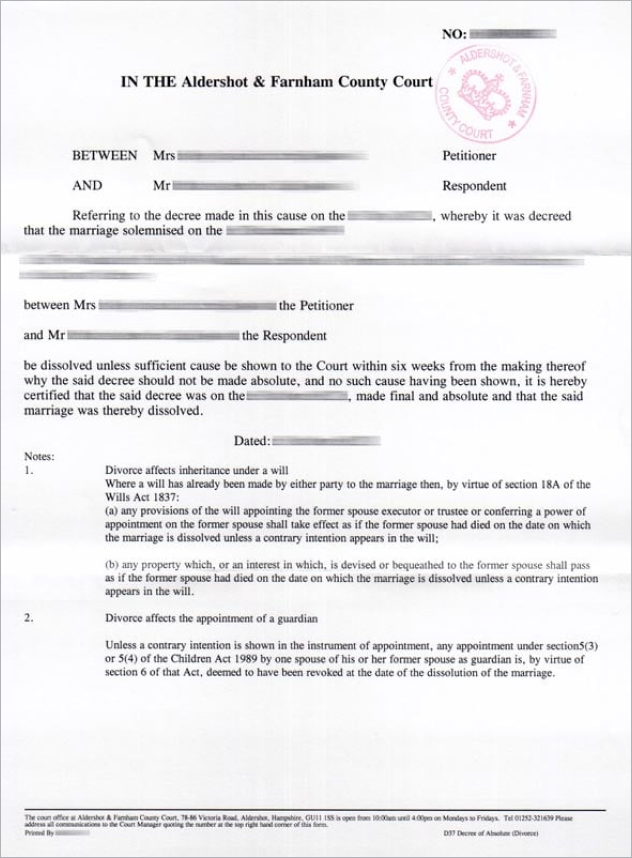 NO:
ALDERSHOT & FARNHAM
COUNTY COURT
IN THE Aldershot & Farnham County Court
BETWEEN Mrs Petitioner
AND Mr Respondent
Referring to the decree made in this cause on the , whereby it was decreed
that the marriage solemnised on the
between Mrs the Petitioner
and Mr the Respondent
be dissolved unless sufficient cause be shown to the Court within six weeks from the making thereof
why the said decree should not be made absolute, and no such cause having been shown, it is hereby
certified that the said decree was on the , made final and absolute and that the said
marriage was thereby dissolved.
Dated:
Notes:
1. Divorce affects inheritance under a will
Where a will has already been made by either party to the marriage then, by virtue of section 18A of the
Wills Act 1837:
(a) any provisions of the will appointing the former spouse executor or trustee or conferring a power of
appointment on the former spouse shall take effect as if the former spouse had died on the date on which
the marriage is dissolved unless a contrary intention appears in the will;
(b) any property which, or an interest in which, is devised or bequeathed to the former spouse shall pass
as if the former spouse had died on the date on which the marriage is dissolved unless a contrary intention
appears in the will.
2. Divorce affects the appointment of a guardian
Unless a contrary intention is shown in the instrument of appointment, any appointment under section5(3)
or 5(4) of the Children Act 1989 by one spouse of his or her former spouse as guardian is, by virtue of
section 6 of that Act, deemed to have been revoked at the date of the dissolution of the marriage.
The court office at Aldershot & Farnham County Court, 78-86 Victoria Road, Aldershot, Hampshire, GU11 1SS is open from 10:00am until 4:00pm on Mondays to Fridays. Tel 01252-321639 Please
address all communications to the Court Manager quoting the number at the top right hand corner of this form.
Printed By
D37 Decree of Absolute (Divorce)